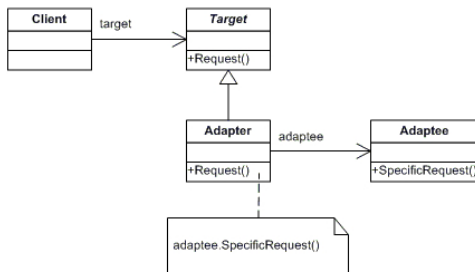 Client
target
Target
+Request()
Adapter
adaptee
Adaptee
+Request()
+SpecificRequest()
adaptee.SpecificRequest()